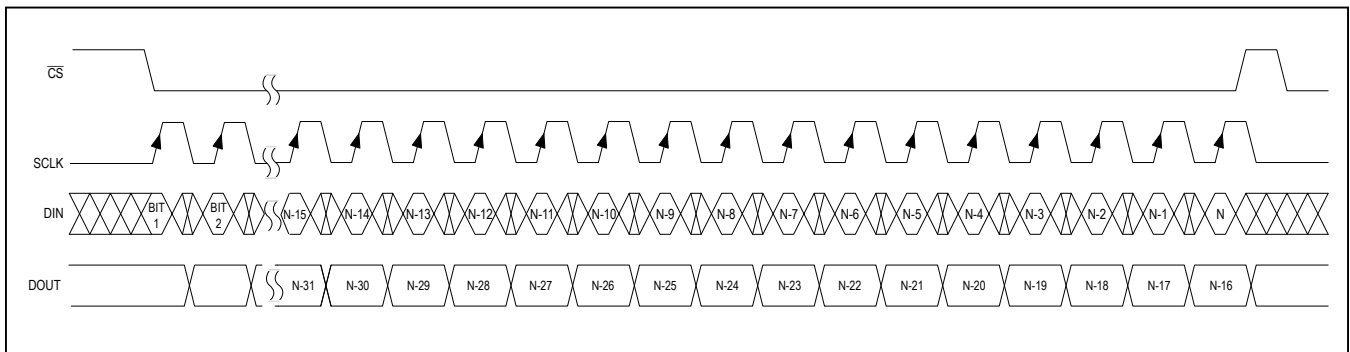 CS
SCLK
DIN BIT 1 BIT 2 N-15 N-14 N-13 N-12 N-11 N-10 N-9 N-8 N-7 N-6 N-5 N-4 N-3 N-2 N-1 N
DOUT N-31 N-30 N-29 N-28 N-27 N-26 N-25 N-24 N-23 N-22 N-21 N-20 N-19 N-18 N-17 N-16